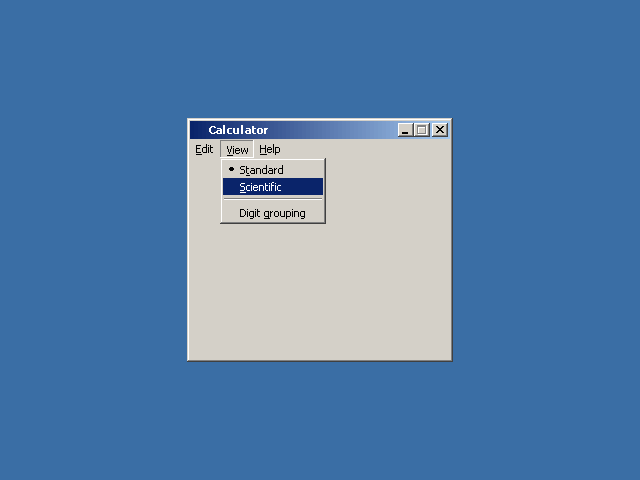 Calculator
Edit View Help
Standard
Scientific
Digit grouping